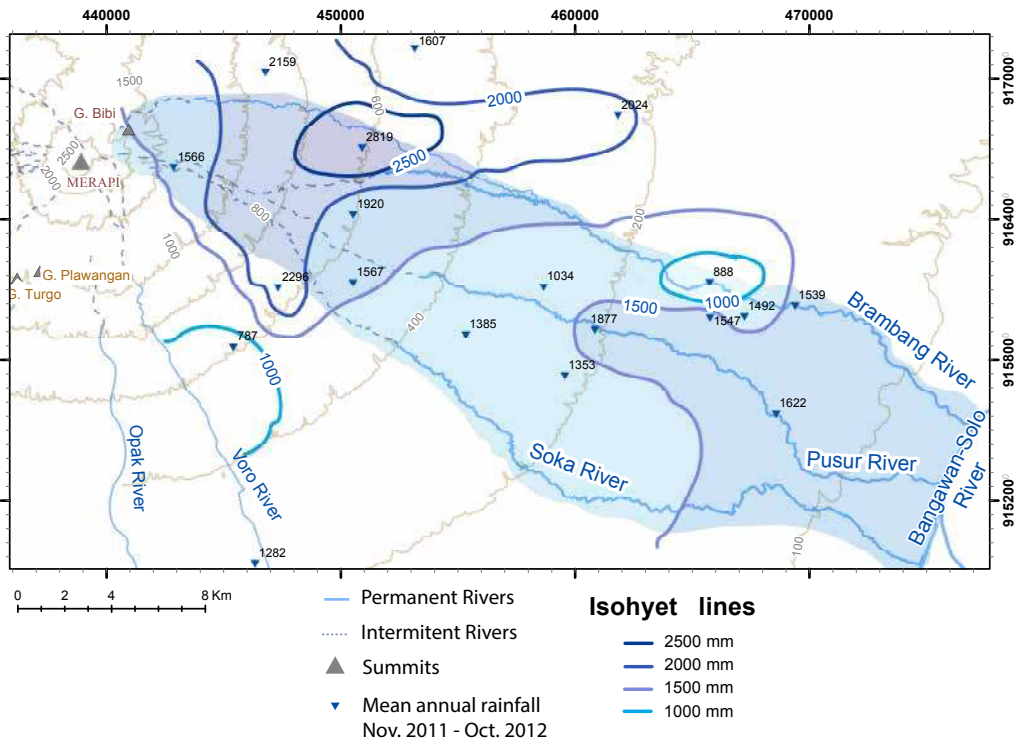 440000
450000
460000
470000
1607
2159
1500
9170000
G. Bibi
600
2000
2024
2819
2500
2500
2000
MERAPI
1566
1920
800
200
9164400
1000
G. Plawangan
G. Turgo
2296
1567
1034
888
1000
1500
1492
1539
1547
Brambang River
400
1877
1385
787
1000
1353
9158800
1622
Opak River
Voro River
Soka River
Pusur River
Bangawan-Solo
River
9153200
100
1282
0 2 4 8 Km
Permanent Rivers
Intermitent Rivers
Summits
Mean annual rainfall
Nov. 2011 - Oct. 2012
Isohyet lines
2500 mm
2000 mm
1500 mm
1000 mm